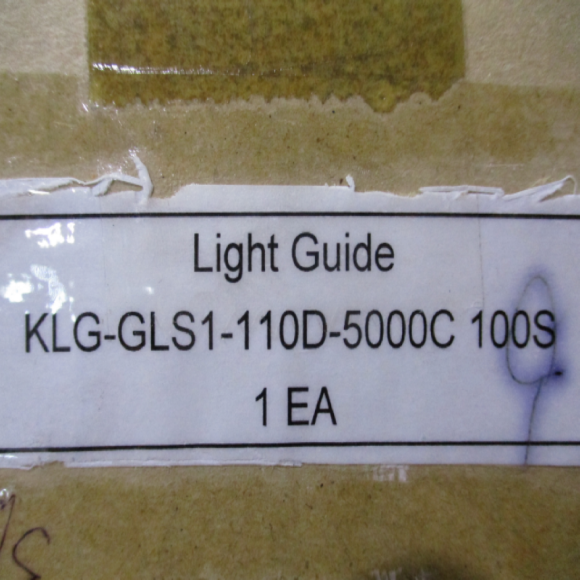 Light Guide
KLG-GLS1-110D-5000C 100S
1 EA